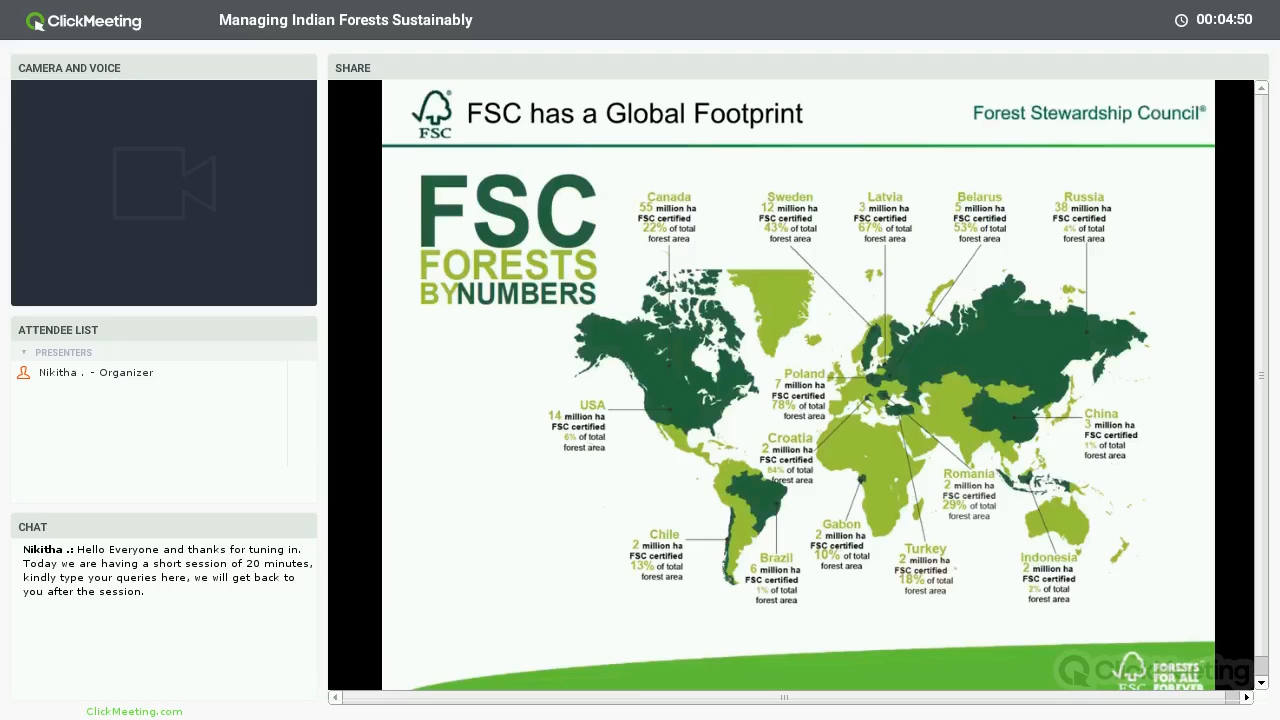 ClickMeeting
Managing Indian Forests Sustainably
00:04:50
CAMERA AND VOICE
ATTENDEE LIST
PRESENTERS
Nikitha . - Organizer
CHAT
Nikitha .: Hello Everyone and thanks for tuning in.
Today we are having a short session of 20 minutes,
kindly type your queries here, we will get back to
you after the session.
ClickMeeting.com
SHARE
FSC
FSC has a Global Footprint
Forest Stewardship Council®
FSC
FORESTS
BYNUMBERS
Canada
55 million ha
FSC certified
22% of total
forest area
Sweden
12 million ha
FSC certified
43% of total
forest area
Latvia
3 million ha
FSC certified
67% of total
forest area
Belarus
5 million ha
FSC certified
53% of total
forest area
Russia
38 million ha
FSC certified
4% of total
forest area
USA
14 million ha
FSC certified
6% of total
forest area
Poland
7 million ha
FSC certified
78% of total
forest area
Croatia
2 million ha
FSC certified
84% of total
forest area
China
3 million ha
FSC certified
1% of total
forest area
Romania
2 million ha
FSC certified
29% of total
forest area
Chile
2 million ha
FSC certified
13% of total
forest area
Brazil
6 million ha
FSC certified
1% of total
forest area
Gabon
2 million ha
FSC certified
10% of total
forest area
Turkey
2 million ha
FSC certified
18% of total
forest area
Indonesia
2 million ha
FSC certified
2% of total
forest area
ClickMeeting
FSC
FORESTS
FOR ALL
FOREVER